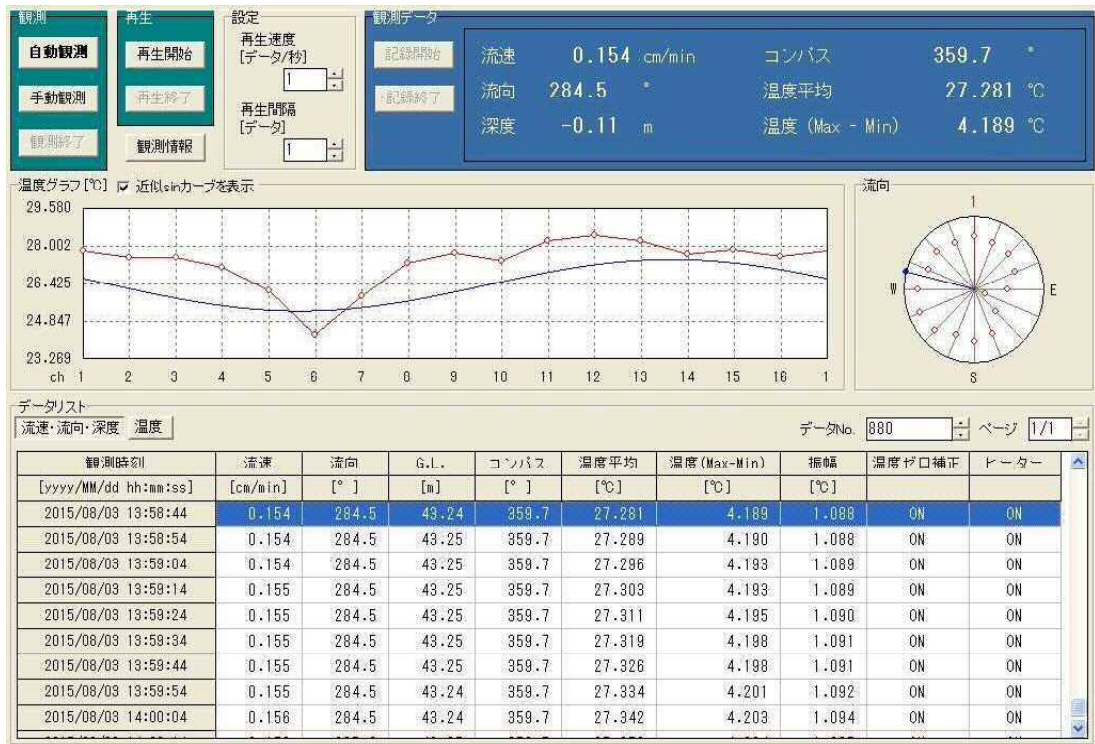 観測
再生
設定
観測データ
自動観測
再生開始
再生速度
[データ/秒]
1
記録開始
流速 0.154 cm/min コンパス 359.7 °
手動観測
再生終了
再生間隔
[データ]
1
記録終了
流向 284.5 ° 温度平均 27.281 ℃
観測終了
観測情報
深度 -0.11 m 温度 (Max - Min) 4.189 ℃
温度グラフ[℃] 近似sinカーブを表示
29.580
28.002
26.425
24.847
23.269
ch 1 2 3 4 5 6 7 8 9 10 11 12 13 14 15 16 1
流向
1
W
E
S
データリスト
流速・流向・深度 温度 データNo. 880 ページ 1/1
観測時刻 流速 流向 G.L. コンパス 温度平均 温度(Max-Min) 振幅 温度ゼロ補正 ヒーター
[yyyy/MM/dd hh:mm:ss] [cm/min] [° ] [m] [° ] [℃] [℃] [℃]
2015/08/03 13:58:44 0.154 284.5 43.24 359.7 27.281 4.189 1.088 ON ON
2015/08/03 13:58:54 0.154 284.5 43.25 359.7 27.289 4.190 1.088 ON ON
2015/08/03 13:59:04 0.154 284.5 43.25 359.7 27.296 4.193 1.089 ON ON
2015/08/03 13:59:14 0.155 284.5 43.25 359.7 27.303 4.193 1.089 ON ON
2015/08/03 13:59:24 0.155 284.5 43.25 359.7 27.311 4.195 1.090 ON ON
2015/08/03 13:59:34 0.155 284.5 43.25 359.7 27.319 4.198 1.091 ON ON
2015/08/03 13:59:44 0.155 284.5 43.25 359.7 27.326 4.198 1.091 ON ON
2015/08/03 13:59:54 0.155 284.5 43.24 359.7 27.334 4.201 1.092 ON ON
2015/08/03 14:00:04 0.156 284.5 43.24 359.7 27.342 4.203 1.094 ON ON